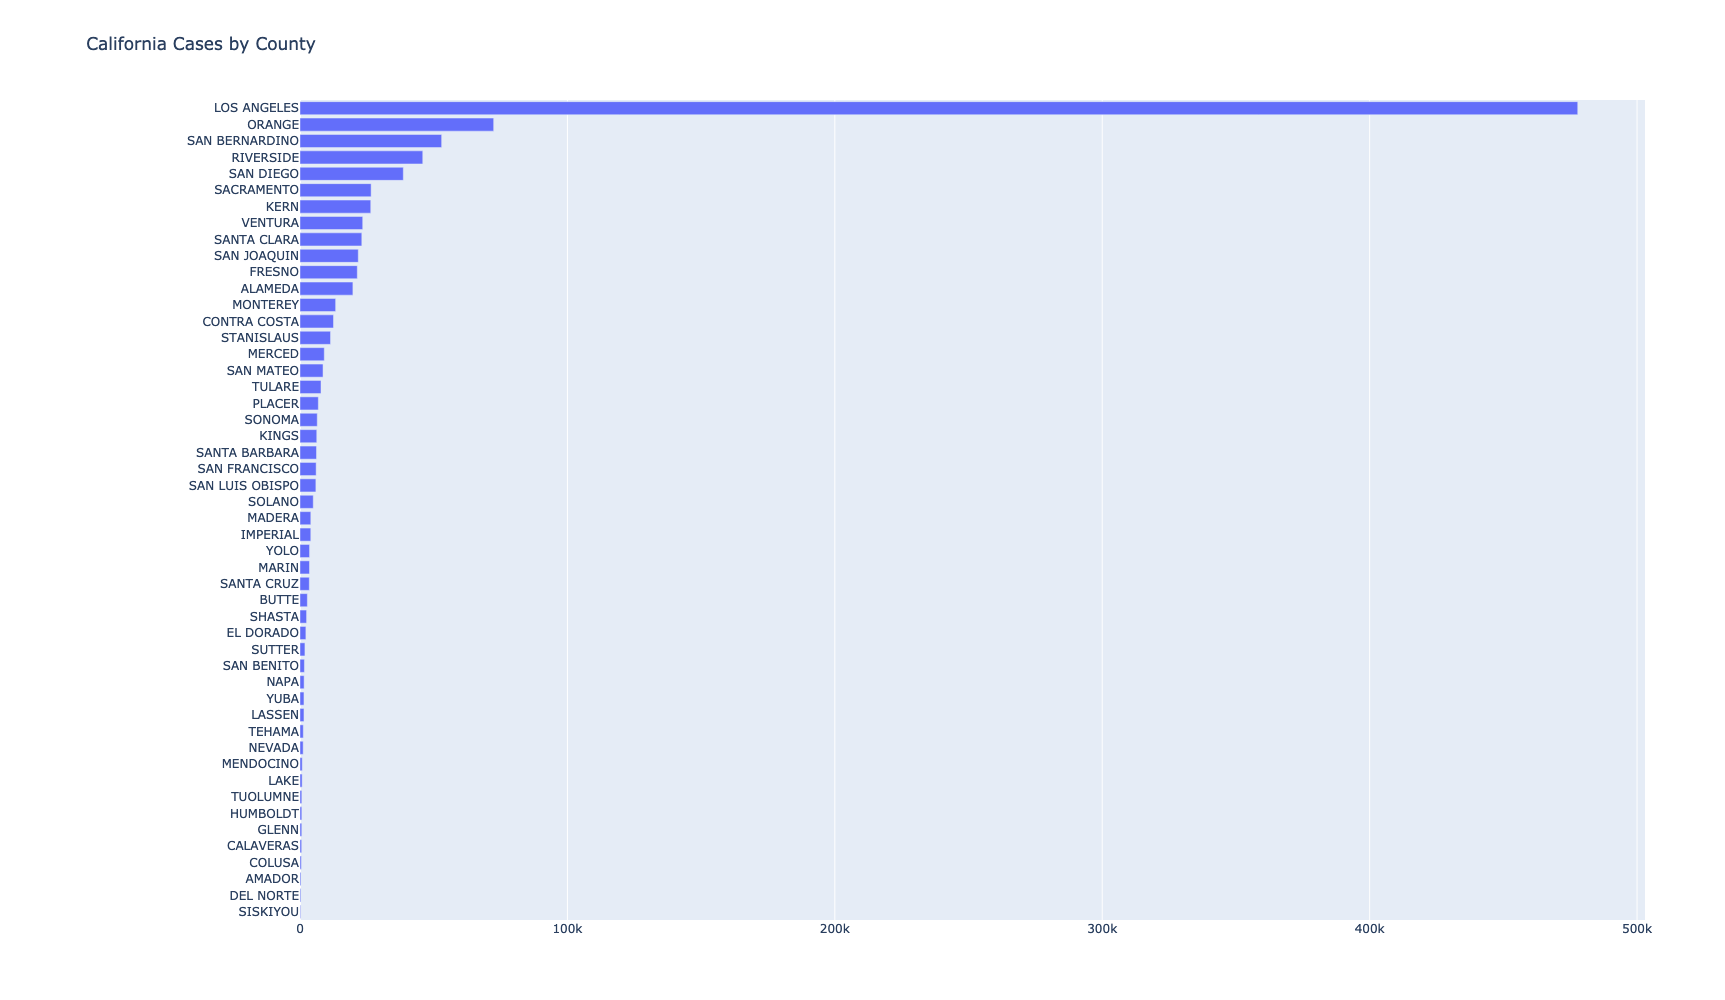 California Cases by County
LOS ANGELES
ORANGE
SAN BERNARDINO
RIVERSIDE
SAN DIEGO
SACRAMENTO
KERN
VENTURA
SANTA CLARA
SAN JOAQUIN
FRESNO
ALAMEDA
MONTEREY
CONTRA COSTA
STANISLAUS
MERCED
SAN MATEO
TULARE
PLACER
SONOMA
KINGS
SANTA BARBARA
SAN FRANCISCO
SAN LUIS OBISPO
SOLANO
MADERA
IMPERIAL
YOLO
MARIN
SANTA CRUZ
BUTTE
SHASTA
EL DORADO
SUTTER
SAN BENITO
NAPA
YUBA
LASSEN
TEHAMA
NEVADA
MENDOCINO
LAKE
TUOLUMNE
HUMBOLDT
GLENN
CALAVERAS
COLUSA
AMADOR
DEL NORTE
SISKIYOU
0 100k 200k 300k 400k 500k